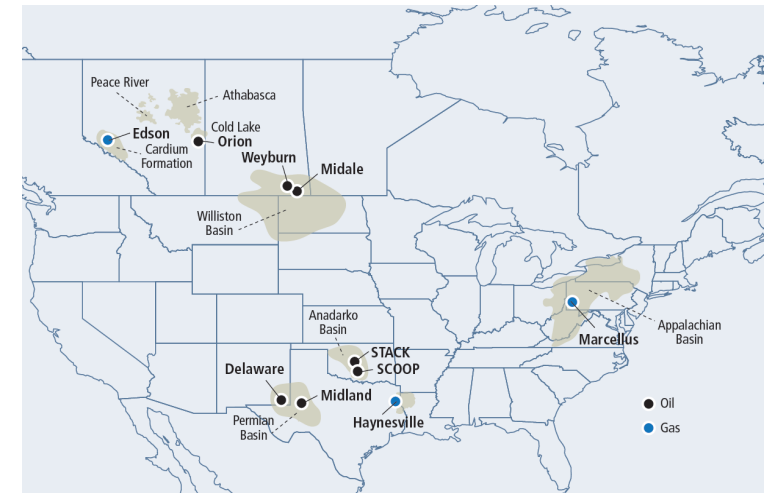 Peace River
Athabasca
Edson
Cold Lake
Orion
Cardium
Formation
Weyburn
Midale
Williston
Basin
Anadarko
Basin
STACK
SCOOP
Marcellus
Appalachian
Basin
Delaware
Midland
Permian
Basin
Haynesville
Oil
Gas